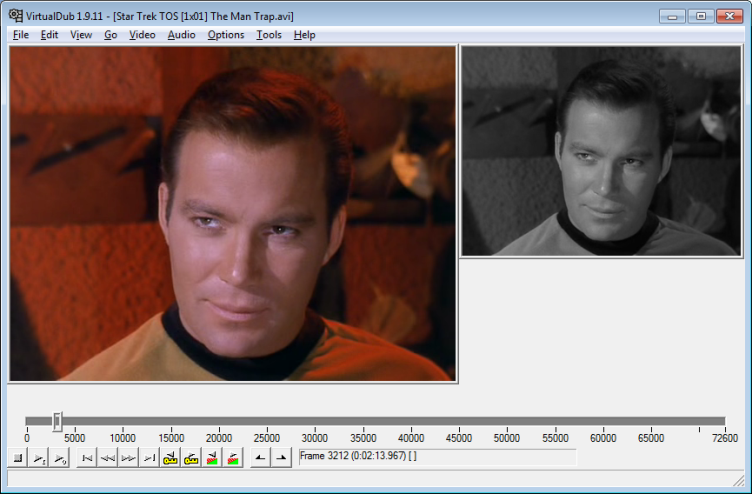 VirtualDub 1.9.11 - [Star Trek TOS [1x01] The Man Trap.avi]
File Edit View Go Video Audio Options Tools Help
0 5000 10000 15000 20000 25000 30000 35000 40000 45000 50000 55000 60000 65000 72600
Frame 3212 (0:02:13.967) [ ]